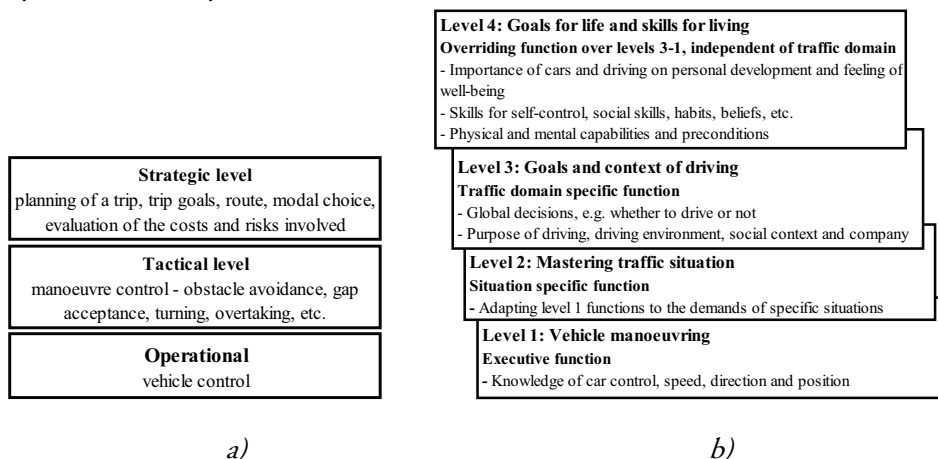 Strategic level
planning of a trip, trip goals, route, modal choice,
evaluation of the costs and risks involved
Tactical level
manoeuvre control - obstacle avoidance, gap
acceptance, turning, overtaking, etc.
Operational
vehicle control
a)
Level 4: Goals for life and skills for living
Overriding function over levels 3-1, independent of traffic domain
- Importance of cars and driving on personal development and feeling of
well-being
- Skills for self-control, social skills, habits, beliefs, etc.
- Physical and mental capabilities and preconditions
Level 3: Goals and context of driving
Traffic domain specific function
- Global decisions, e.g. whether to drive or not
- Purpose of driving, driving environment, social context and company
Level 2: Mastering traffic situation
Situation specific function
- Adapting level 1 functions to the demands of specific situations
Level 1: Vehicle manoeuvring
Executive function
- Knowledge of car control, speed, direction and position
b)